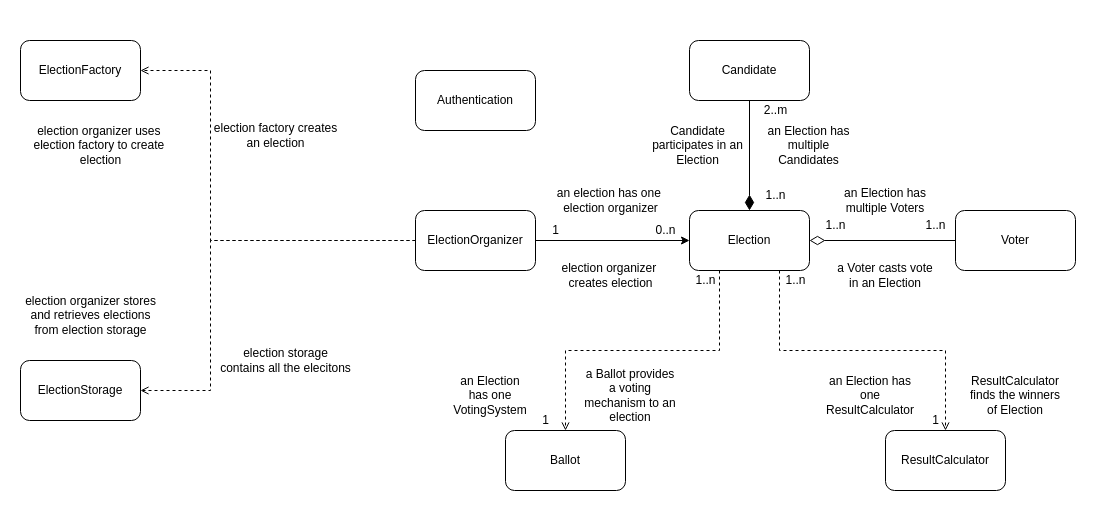 ElectionFactory
election organizer uses
election factory to create
election
election factory creates
an election
Authentication
Candidate
2..m
Candidate
participates in an
Election
an Election has
multiple
Candidates
1..n
an election has one
election organizer
ElectionOrganizer
1
0..n
election organizer
creates election
Election
an Election has
multiple Voters
1..n
1..n
Voter
a Voter casts vote
in an Election
1..n
1..n
election organizer stores
and retrieves elections
from election storage
election storage
contains all the elecitons
ElectionStorage
an Election
has one
VotingSystem
a Ballot provides
a voting
mechanism to an
election
1
Ballot
an Election has
one
ResultCalculator
ResultCalculator
finds the winners
of Election
1
ResultCalculator